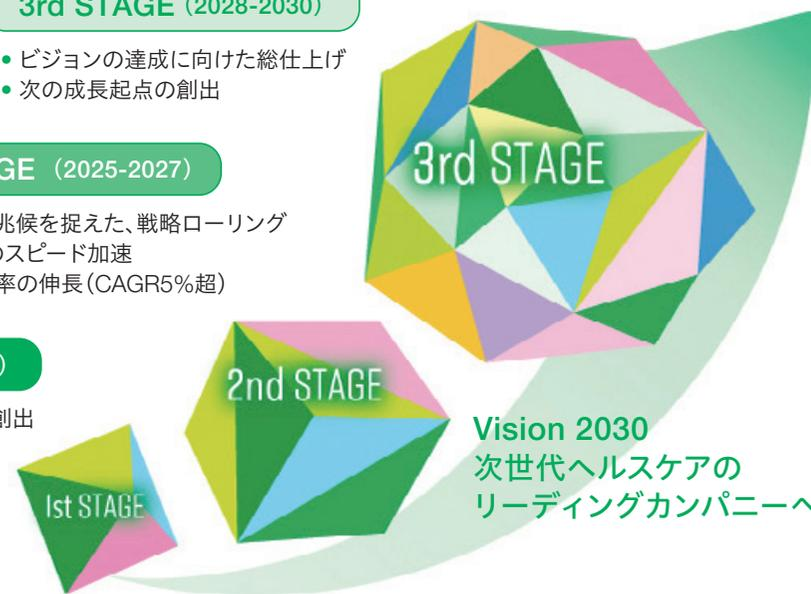 3rd STAGE (2028-2030)
• ビジョンの達成に向けた総仕上げ
• 次の成長起点の創出
GE (2025-2027)
兆候を捉えた、戦略ローリング
のスピード加速
率の伸長(CAGR5%超)
)
創出
3rd STAGE
2nd STAGE
1st STAGE
Vision 2030
次世代ヘルスケアの
リーディングカンパニーへ